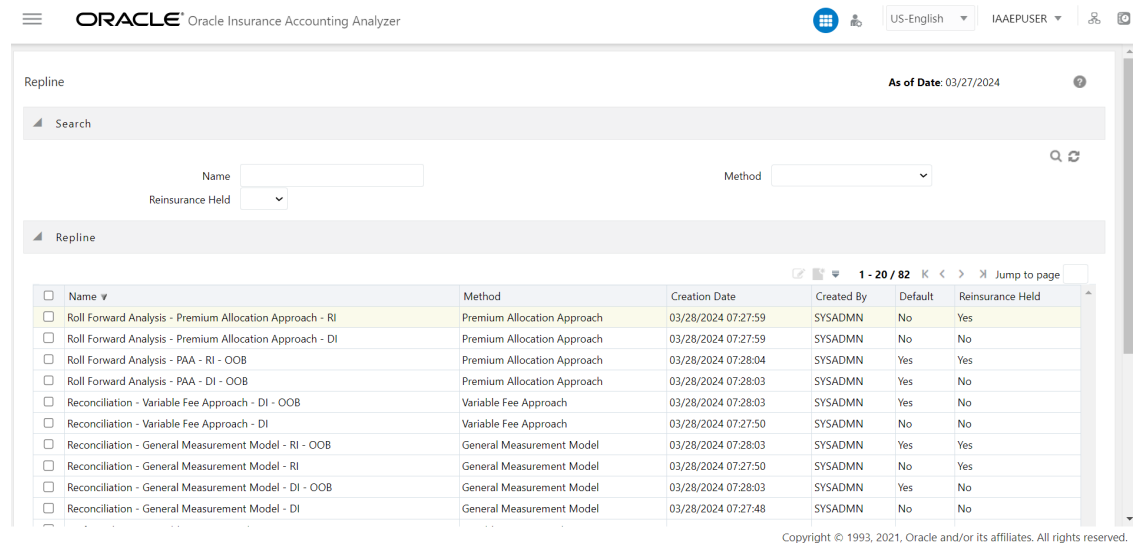 ORACLE® Oracle Insurance Accounting Analyzer US-English IAAEPUSER
Repline As of Date: 03/27/2024
Search
Name Method
Reinsurance Held
Repline
1 - 20 / 82 Jump to page
Name Method Creation Date Created By Default Reinsurance Held
Roll Forward Analysis - Premium Allocation Approach - RI Premium Allocation Approach 03/28/2024 07:27:59 SYSADMN No Yes
Roll Forward Analysis - Premium Allocation Approach - DI Premium Allocation Approach 03/28/2024 07:27:59 SYSADMN No No
Roll Forward Analysis - PAA - RI - OOB Premium Allocation Approach 03/28/2024 07:28:04 SYSADMN Yes Yes
Roll Forward Analysis - PAA - DI - OOB Premium Allocation Approach 03/28/2024 07:28:03 SYSADMN Yes No
Reconciliation - Variable Fee Approach - DI - OOB Variable Fee Approach 03/28/2024 07:28:03 SYSADMN Yes No
Reconciliation - Variable Fee Approach - DI Variable Fee Approach 03/28/2024 07:27:50 SYSADMN No No
Reconciliation - General Measurement Model - RI - OOB General Measurement Model 03/28/2024 07:28:03 SYSADMN Yes Yes
Reconciliation - General Measurement Model - RI General Measurement Model 03/28/2024 07:27:50 SYSADMN No Yes
Reconciliation - General Measurement Model - DI - OOB General Measurement Model 03/28/2024 07:28:03 SYSADMN Yes No
Reconciliation - General Measurement Model - DI General Measurement Model 03/28/2024 07:27:48 SYSADMN No No
Copyright © 1993, 2021, Oracle and/or its affiliates. All rights reserved.